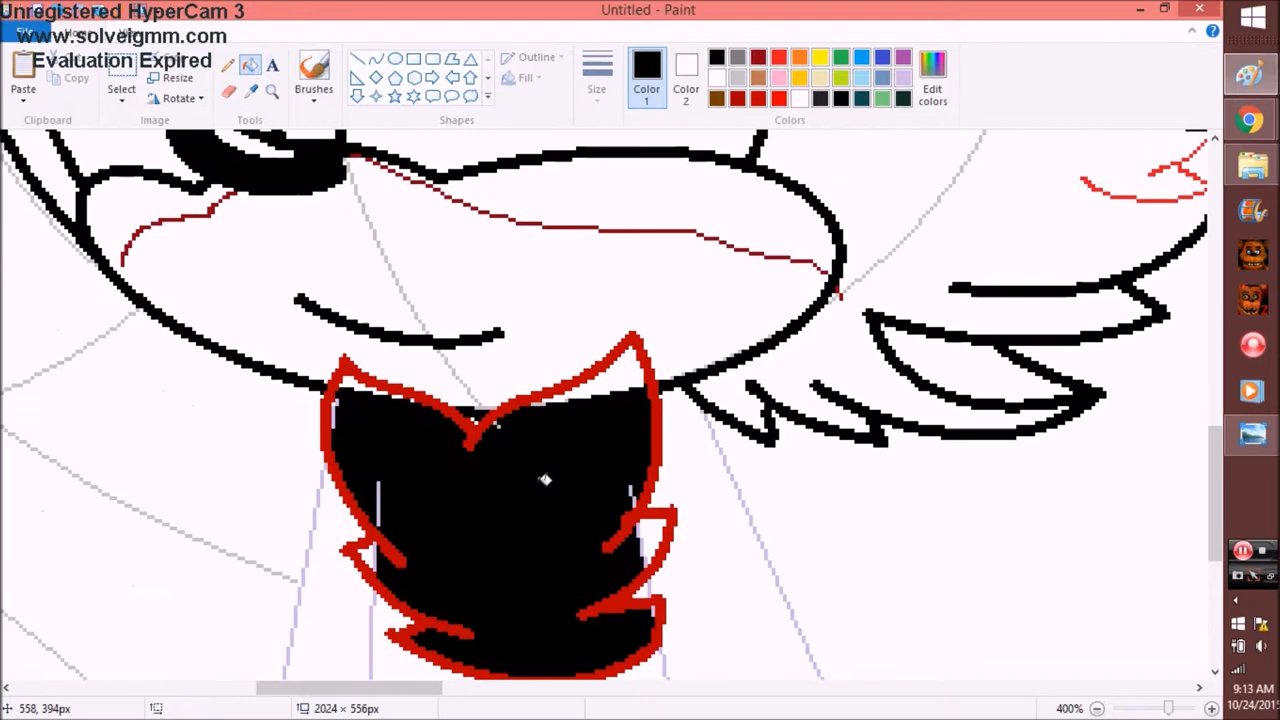 Unregistered HyperCam 3
www.solveigmm.com
Evaluation Expired
Untitled - Paint
File
Paste
Copy
Clipboard
Select
Resize
Rotate
Image
Tools
A
Brushes
Outline
Fill
Shapes
Size
Color 1
Color 2
Edit colors
Colors
558, 394px
2024 × 556px
400%
9:13 AM
10/24/201